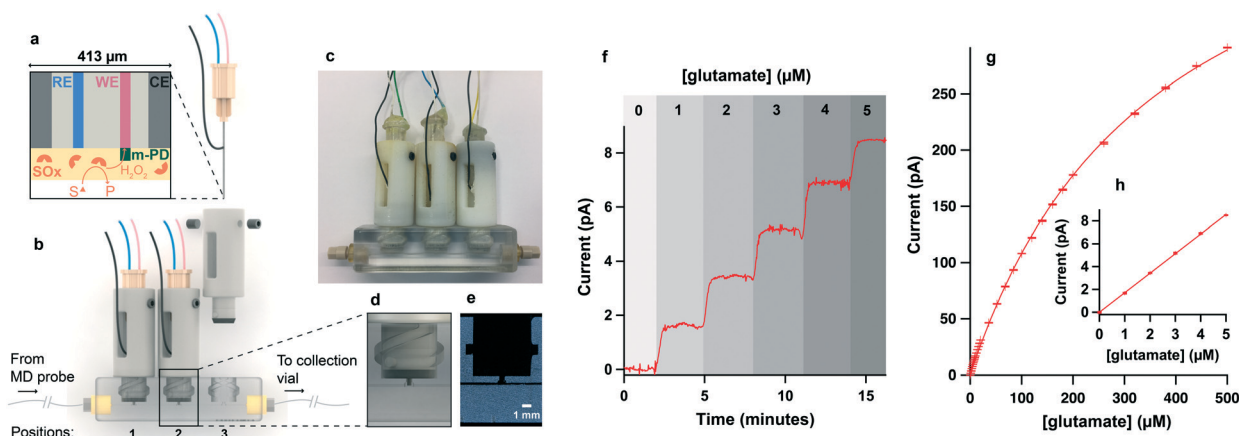 a
413 µm
RE
WE
CE
m-PD
SOx
H₂O₂
S
P
b
From
MD probe
To collection
vial
Positions:
1
2
3
c
d
e
1 mm
f
[glutamate] (µM)
0 1 2 3 4 5
Current (pA)
8
6
4
2
0
0 5 10 15
Time (minutes)
g
Current (pA)
250
200
150
100
50
0
0 100 200 300 400 500
[glutamate] (µM)
h
Current (pA)
8
6
4
2
0
0 1 2 3 4 5
[glutamate] (µM)